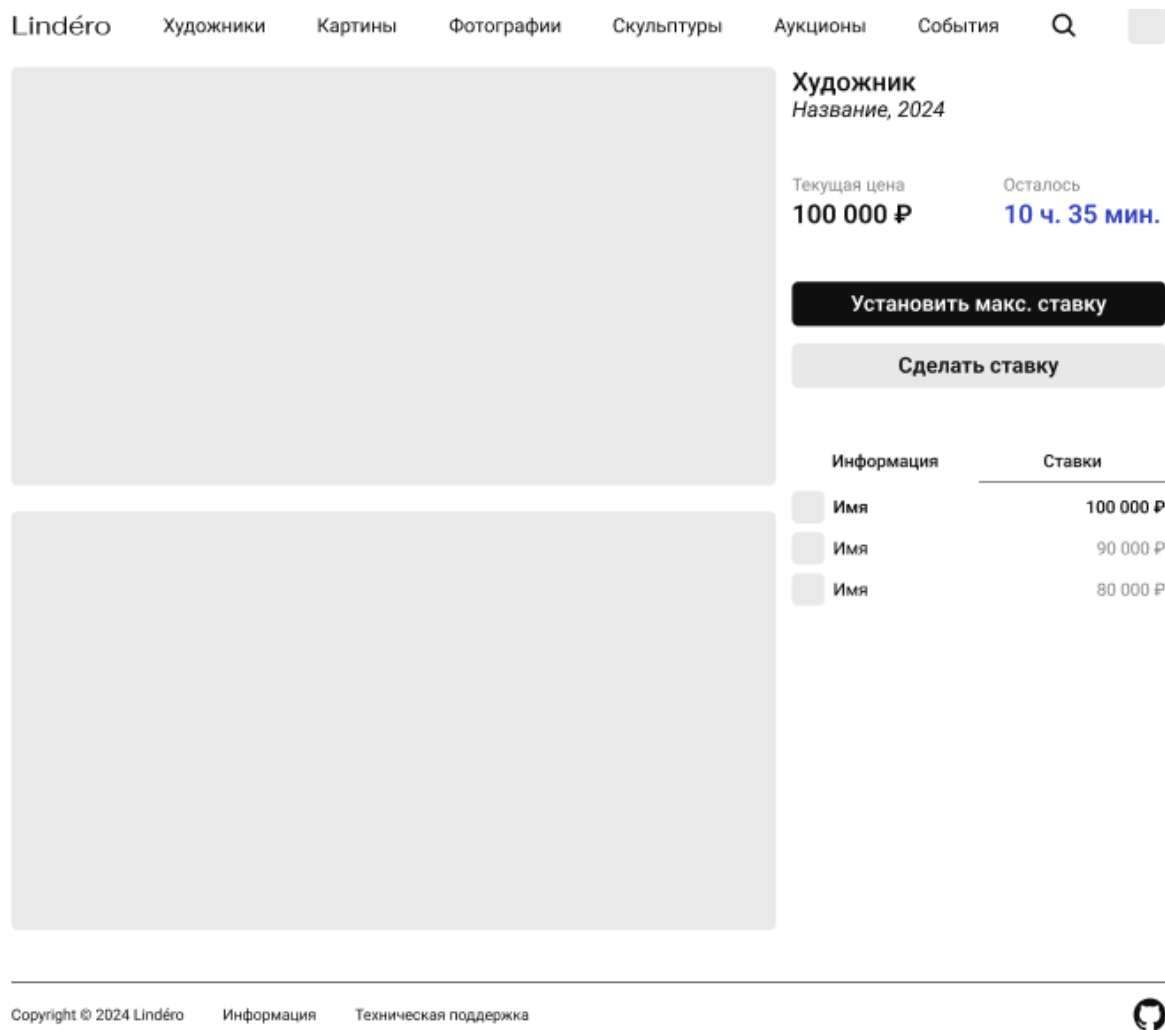 Lindéro Художники Картины Фотографии Скульптуры Аукционы События
Художник
Название, 2024
Текущая цена Осталось
100 000 ₽ 10 ч. 35 мин.
Установить макс. ставку
Сделать ставку
Информация Ставки
Имя 100 000 ₽
Имя 90 000 ₽
Имя 80 000 ₽
Copyright © 2024 Lindéro Информация Техническая поддержка